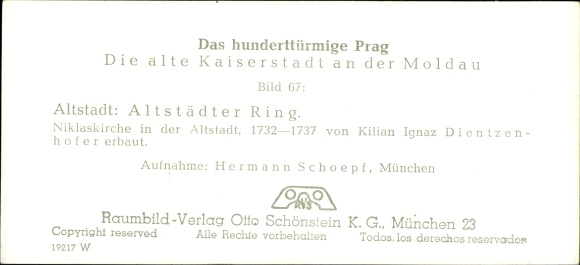 Das hunderttürmige Prag
Die alte Kaiserstadt an der Moldau
Bild 67:
Altstadt: Altstädter Ring.
Niklaskirche in der Altstadt, 1732—1737 von Kilian Ignaz Dientzen-
hofer erbaut.
Aufnahme: Hermann Schoepf, München
RVS
Raumbild-Verlag Otto Schönstein K. G., München 23
Copyright reserved Alle Rechte vorbehalten Todos los derechos reservados
19217 W